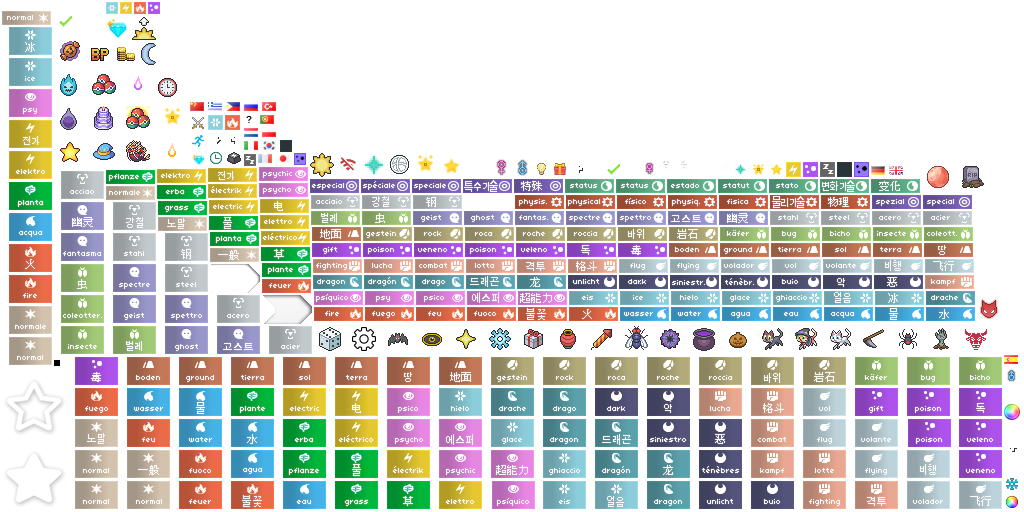 normal
冰
ice
psy
전기
elektro
planta
acqua
火
fire
normale
normal
BP
RIP
acciao
幽灵
fantasma
虫
coleotter.
insecte
pflanze
normale
강철
stahl
spectre
geist
벌레
elektro
erba
grass
노말
钢
steel
spettro
ghost
전기
électrik
풀
planta
一般
acero
고스트
psychic
psycho
电
elettro
eléctrico
草
plante
feuer
acier
especial spéciale speciale 특수기술 特殊 status status estado statut stato 변화기술 変化
acciaio 강철 钢 physis. physical físico physiq. fisica 물리기술 物理 spezial special
벌레 虫 geist ghost fantas. spectre spettro 고스트 幽灵 stahl steel acero acier
地面 gestein rock roca roche roccia 바위 岩石 käfer bug bicho insecte coleott.
gift poison veneno poison veleno 독 毒 boden ground tierra sol terra 땅
fighting lucha combat lotta 격투 格斗 flug flying volador vol volante 비행 飞行
dragon dragón drago 드래곤 龙 unlicht dark siniestr. ténèbr. buio 악 恶 kampf
psíquico psy psico 에스퍼 超能力 eis ice hielo glace ghiaccio 얼음 冰 drache
fire fuego feu fuoco 불꽃 火 wasser water agua eau acqua 물 水
毒 boden ground tierra sol terra 땅 地面 gestein rock roca roche roccia 바위 岩石 käfer bug bicho
fuego wasser 물 plante electric 电 psico hielo drache drago dark 악 lucha 格斗 vol gift poison 독
노말 feu water 水 erba eléctrico psycho 에스퍼 glace dragon 드래곤 siniestro 恶 combat flug volante poison veneno
normal 一般 fuoco agua pflanze 풀 électrik psychic 超能力 ghiaccio dragón 龙 ténèbres kampf lotte flying 비행 veneno
normal normal feuer 불꽃 eau grass 草 elettro psíquico eis 얼음 dragon unlicht buio fighting 격투 volador 飞行